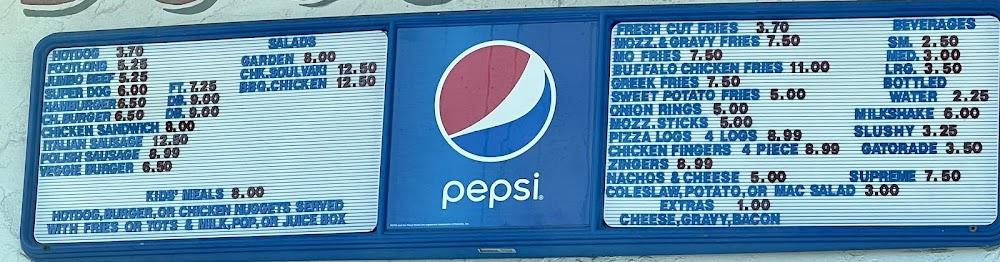 HOTDOG 3.70
FOOTLONG 5.25
JUMBO BEEF 5.25
SUPER DOG 6.00 FT. 7.25
HAMBURGER 6.50 DB. 9.00
CH. BURGER 6.50 DB. 9.00
CHICKEN SANDWICH 8.00
ITALIAN SAUSAGE 12.50
POLISH SAUSAGE 8.99
VEGGIE BURGER 6.50
SALADS
GARDEN 8.00
CHK.SOULVAKI 12.50
BBQ.CHICKEN 12.50
KIDS' MEALS 8.00
HOTDOG,BURGER,OR CHICKEN NUGGETS SERVED
WITH FRIES OR TOTS & MILK,POP,OR JUICE BOX
pepsi
FRESH CUT FRIES 3.70
MOZZ.& GRAVY FRIES 7.50
MO FRIES 7.50
BUFFALO CHICKEN FRIES 11.00
GREEK FRIES 7.50
SWEET POTATO FRIES 5.00
ONION RINGS 5.00
MOZZ. STICKS 5.00
PIZZA LOGS 4 LOGS 8.99
CHICKEN FINGERS 4 PIECE 8.99
ZINGERS 8.99
NACHOS & CHEESE 5.00 SUPREME 7.50
COLESLAW,POTATO,OR MAC SALAD 3.00
EXTRAS 1.00
CHEESE,GRAVY,BACON
BEVERAGES
SM. 2.50
MED. 3.00
LRG. 3.50
BOTTLED
WATER 2.25
MILKSHAKE 6.00
SLUSHY 3.25
GATORADE 3.50